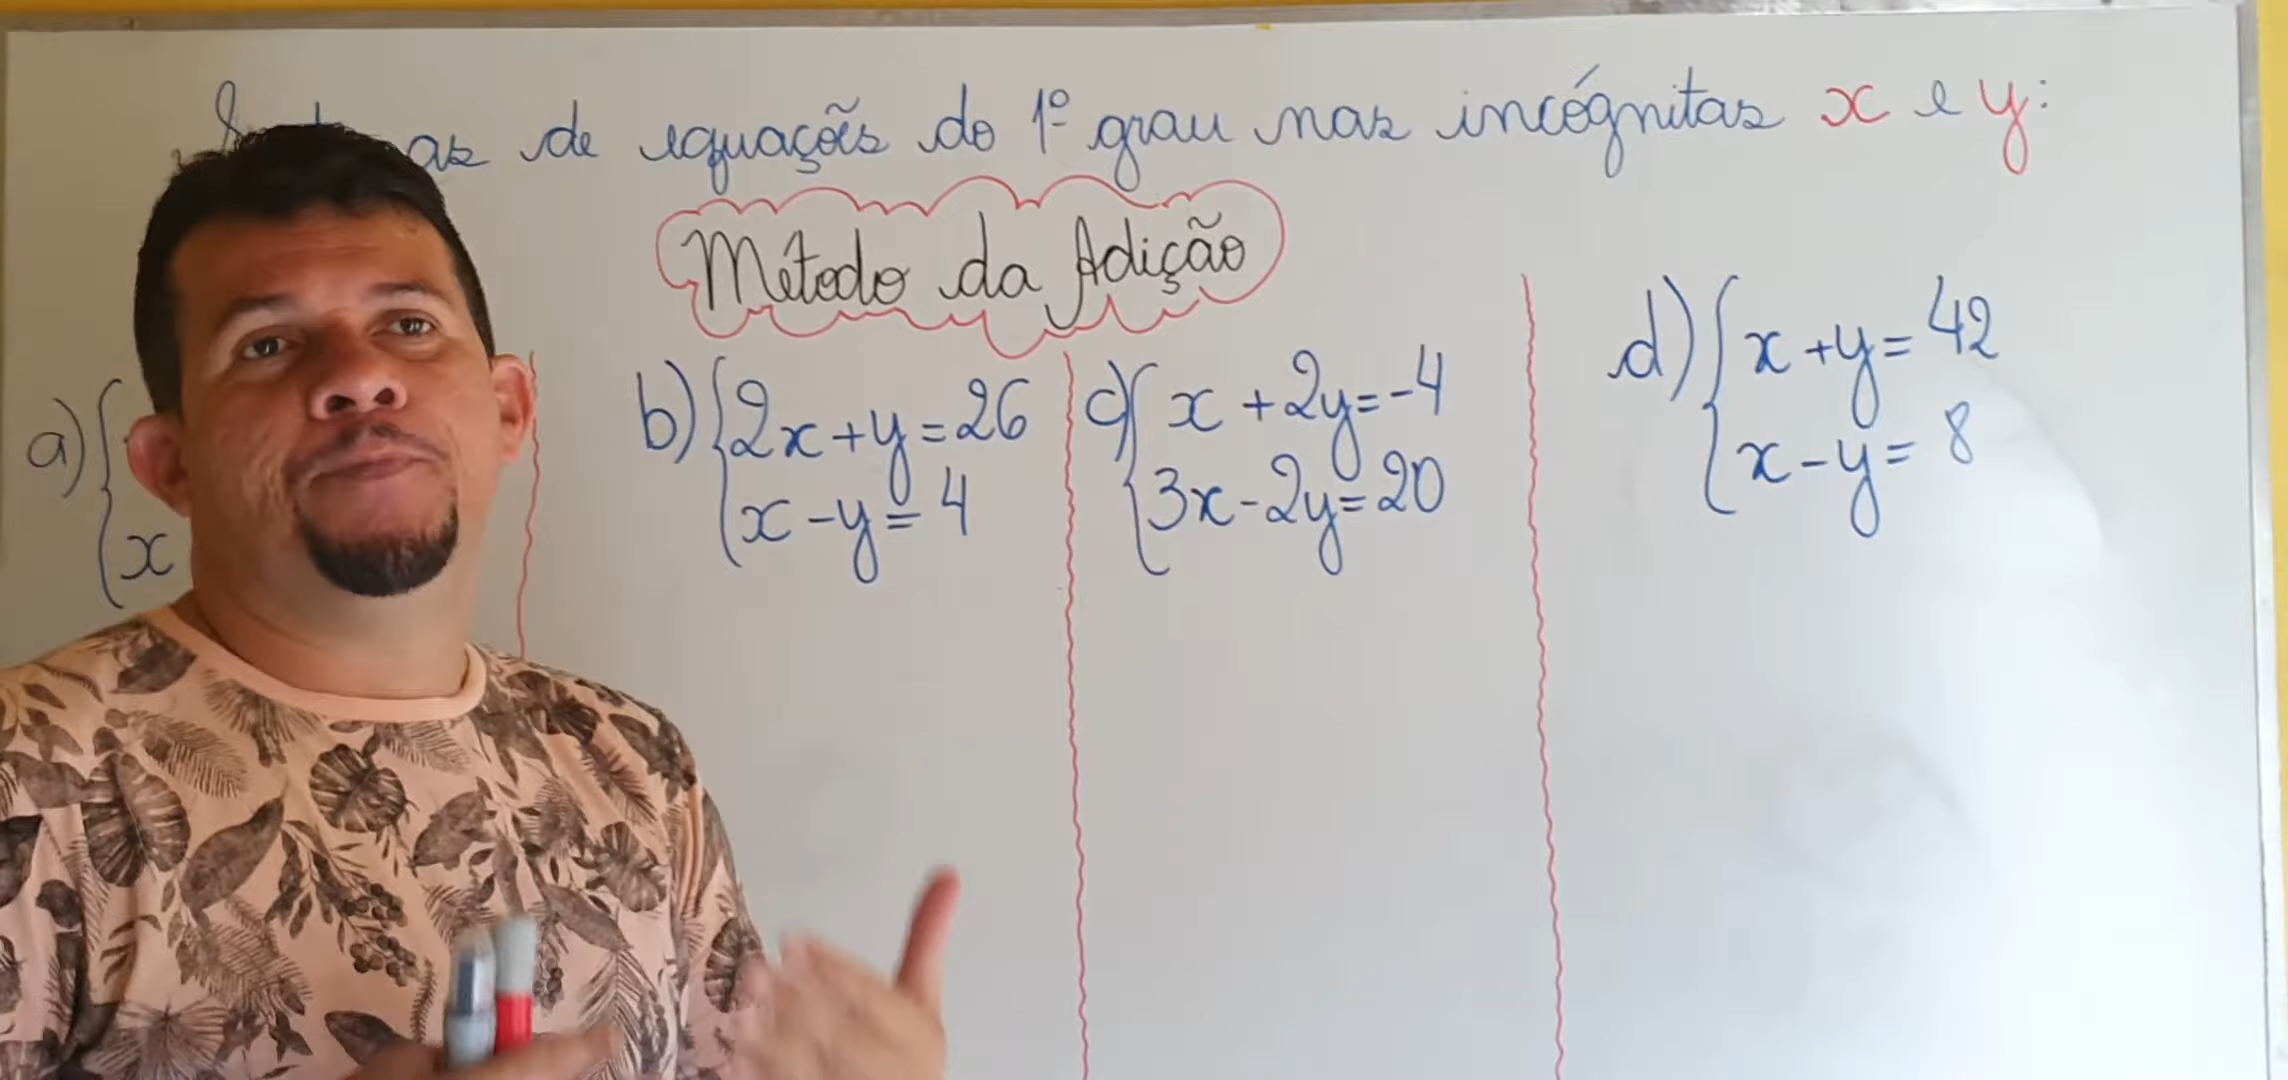 de equações do 1º grau nas incógnitas x e y:
Método da Adição
a)
x
b) 2x + y = 26
x - y = 4
c) x + 2y = -4
3x - 2y = 20
d) x + y = 42
x - y = 8